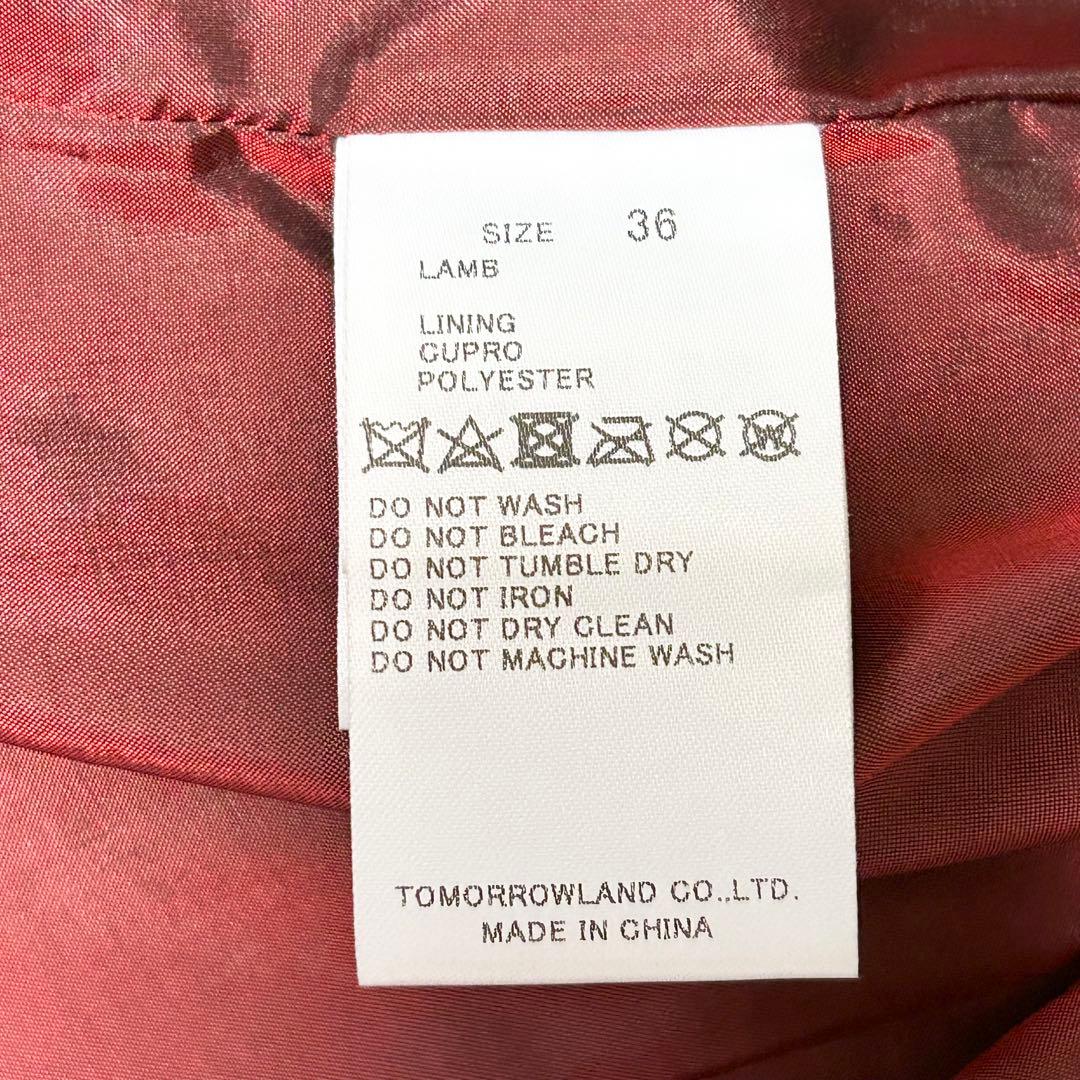 SIZE 36
LAMB
LINING
CUPRO
POLYESTER
DO NOT WASH
DO NOT BLEACH
DO NOT TUMBLE DRY
DO NOT IRON
DO NOT DRY CLEAN
DO NOT MACHINE WASH
TOMORROWLAND CO.,LTD.
MADE IN CHINA